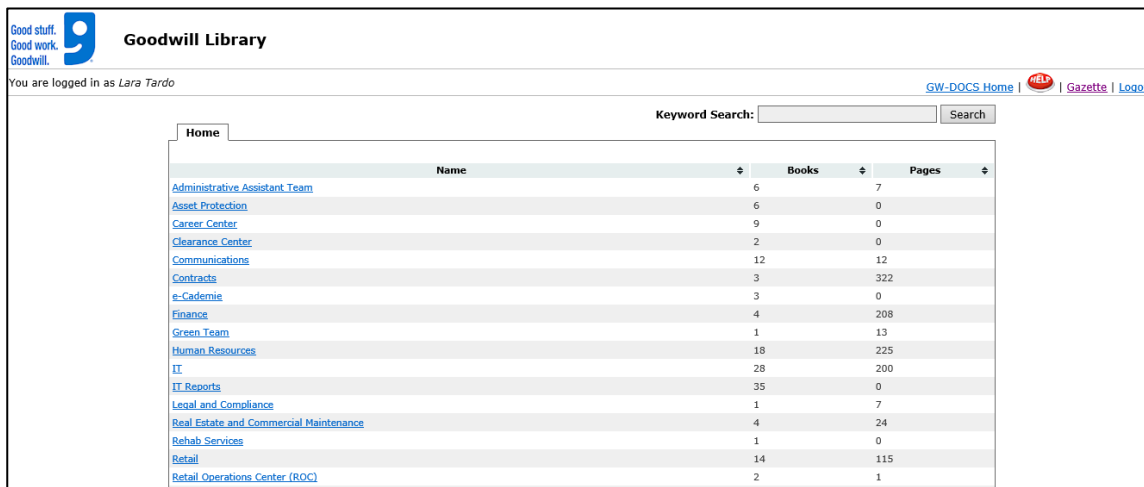 Good stuff.
Good work.
Goodwill.
Goodwill Library
You are logged in as Lara Tardo
GW-DOCS Home | HELP | Gazette | Logo
Keyword Search: Search
Home
Name Books Pages
Administrative Assistant Team 6 7
Asset Protection 6 0
Career Center 9 0
Clearance Center 2 0
Communications 12 12
Contracts 3 322
e-Cademie 3 0
Finance 4 208
Green Team 1 13
Human Resources 18 225
IT 28 200
IT Reports 35 0
Legal and Compliance 1 7
Real Estate and Commercial Maintenance 4 24
Rehab Services 1 0
Retail 14 115
Retail Operations Center (ROC) 2 1